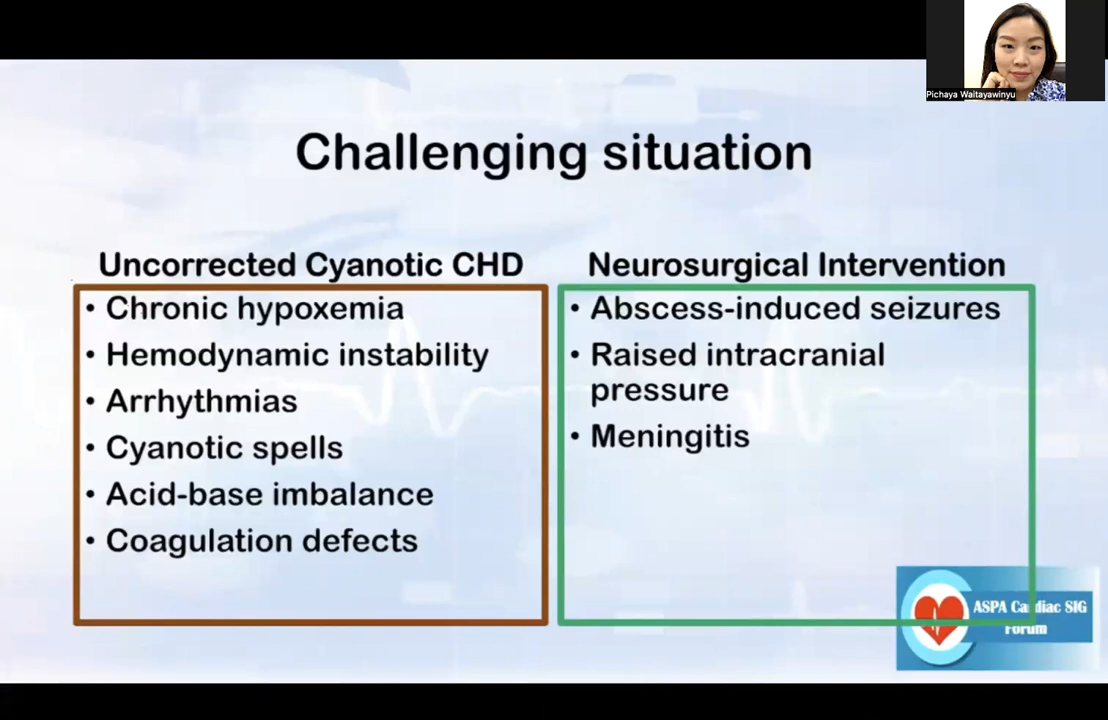 Pichaya Waitayawinyu
Challenging situation
Uncorrected Cyanotic CHD
• Chronic hypoxemia
• Hemodynamic instability
• Arrhythmias
• Cyanotic spells
• Acid-base imbalance
• Coagulation defects
Neurosurgical Intervention
• Abscess-induced seizures
• Raised intracranial
pressure
• Meningitis
ASPA Cardiac SIG
Forum